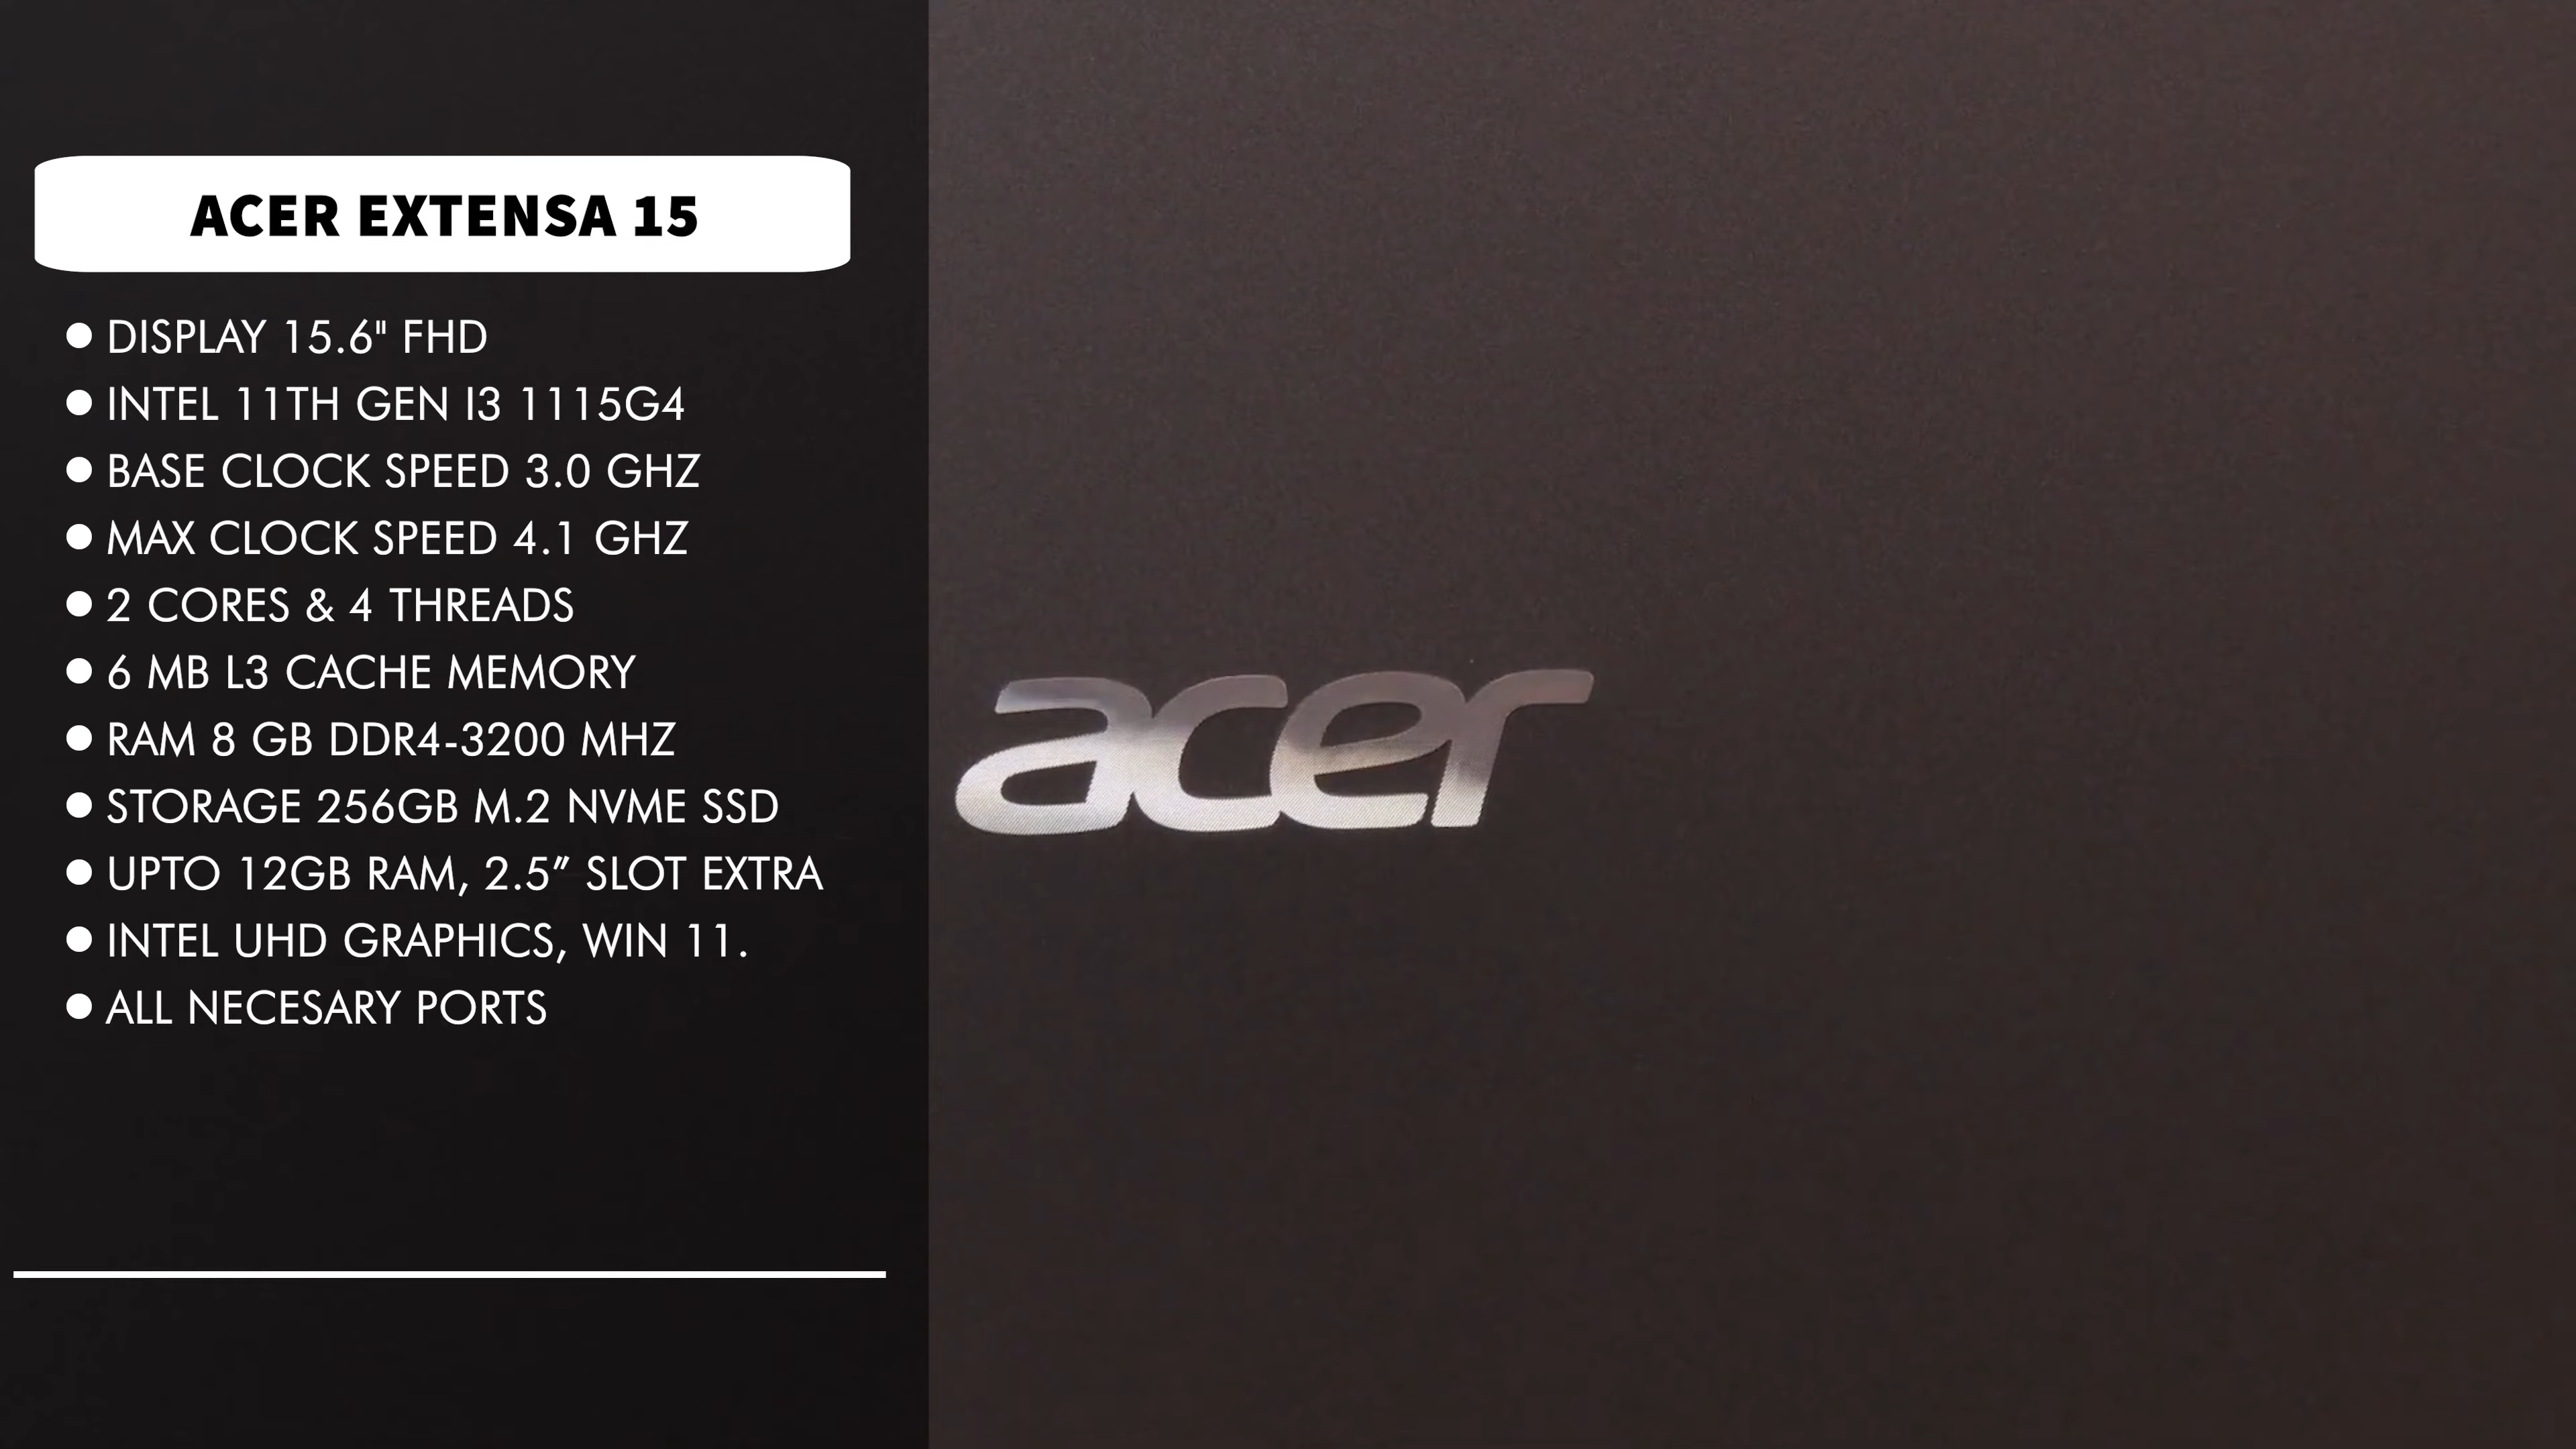 ACER EXTENSA 15
DISPLAY 15.6" FHD
INTEL 11TH GEN I3 1115G4
BASE CLOCK SPEED 3.0 GHZ
MAX CLOCK SPEED 4.1 GHZ
2 CORES & 4 THREADS
6 MB L3 CACHE MEMORY
RAM 8 GB DDR4-3200 MHZ
STORAGE 256GB M.2 NVME SSD
UPTO 12GB RAM, 2.5” SLOT EXTRA
INTEL UHD GRAPHICS, WIN 11.
ALL NECESARY PORTS
acer